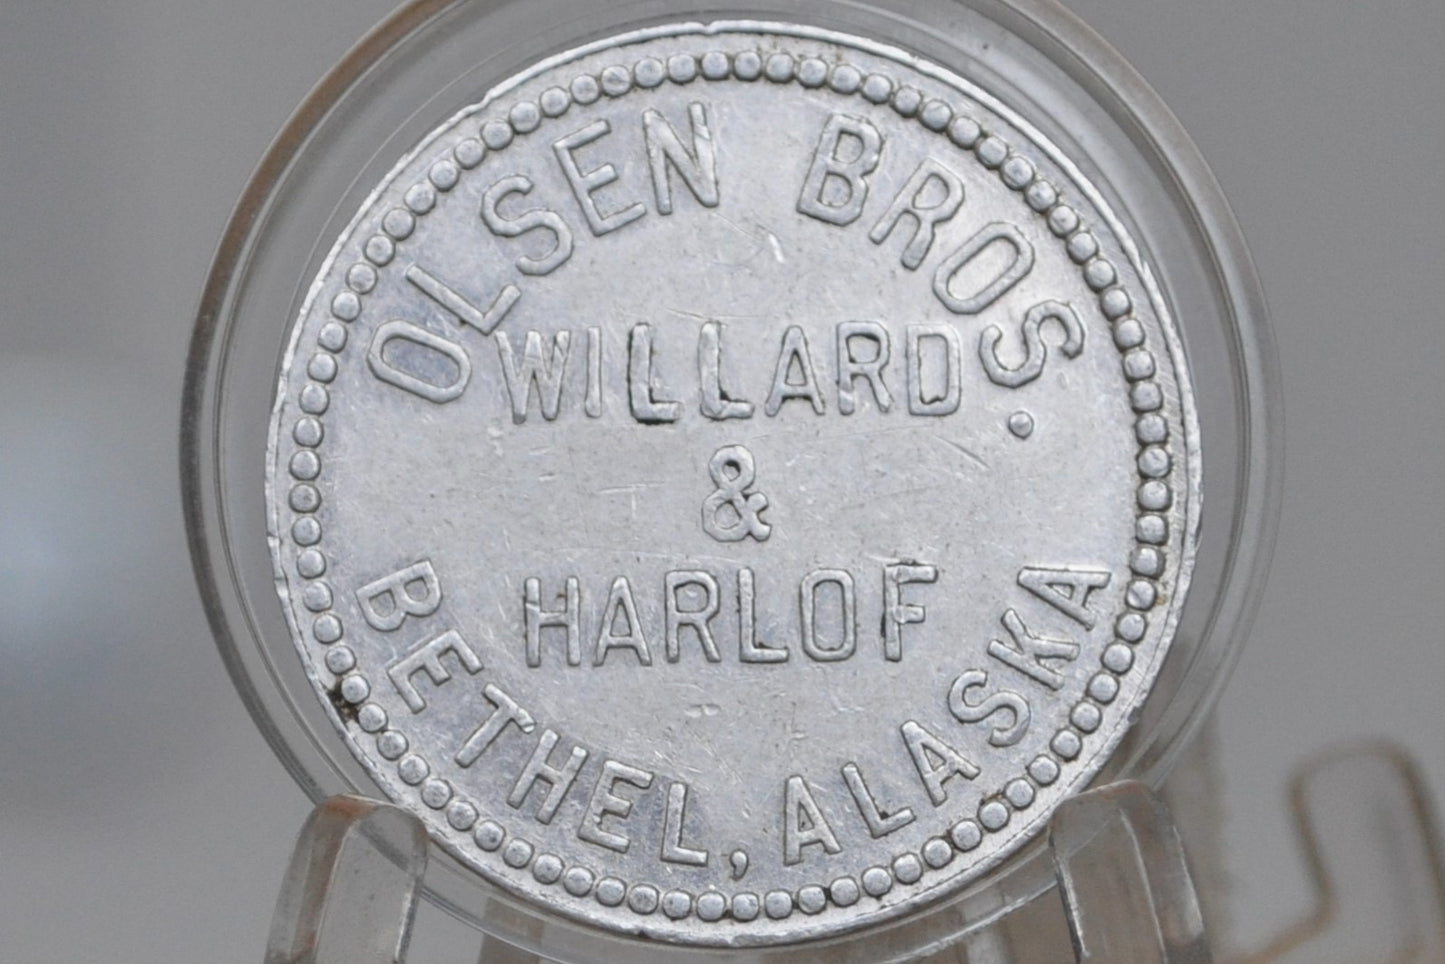 OLSEN BROS.
WILLARD
&
HARLOF
BETHEL, ALASKA